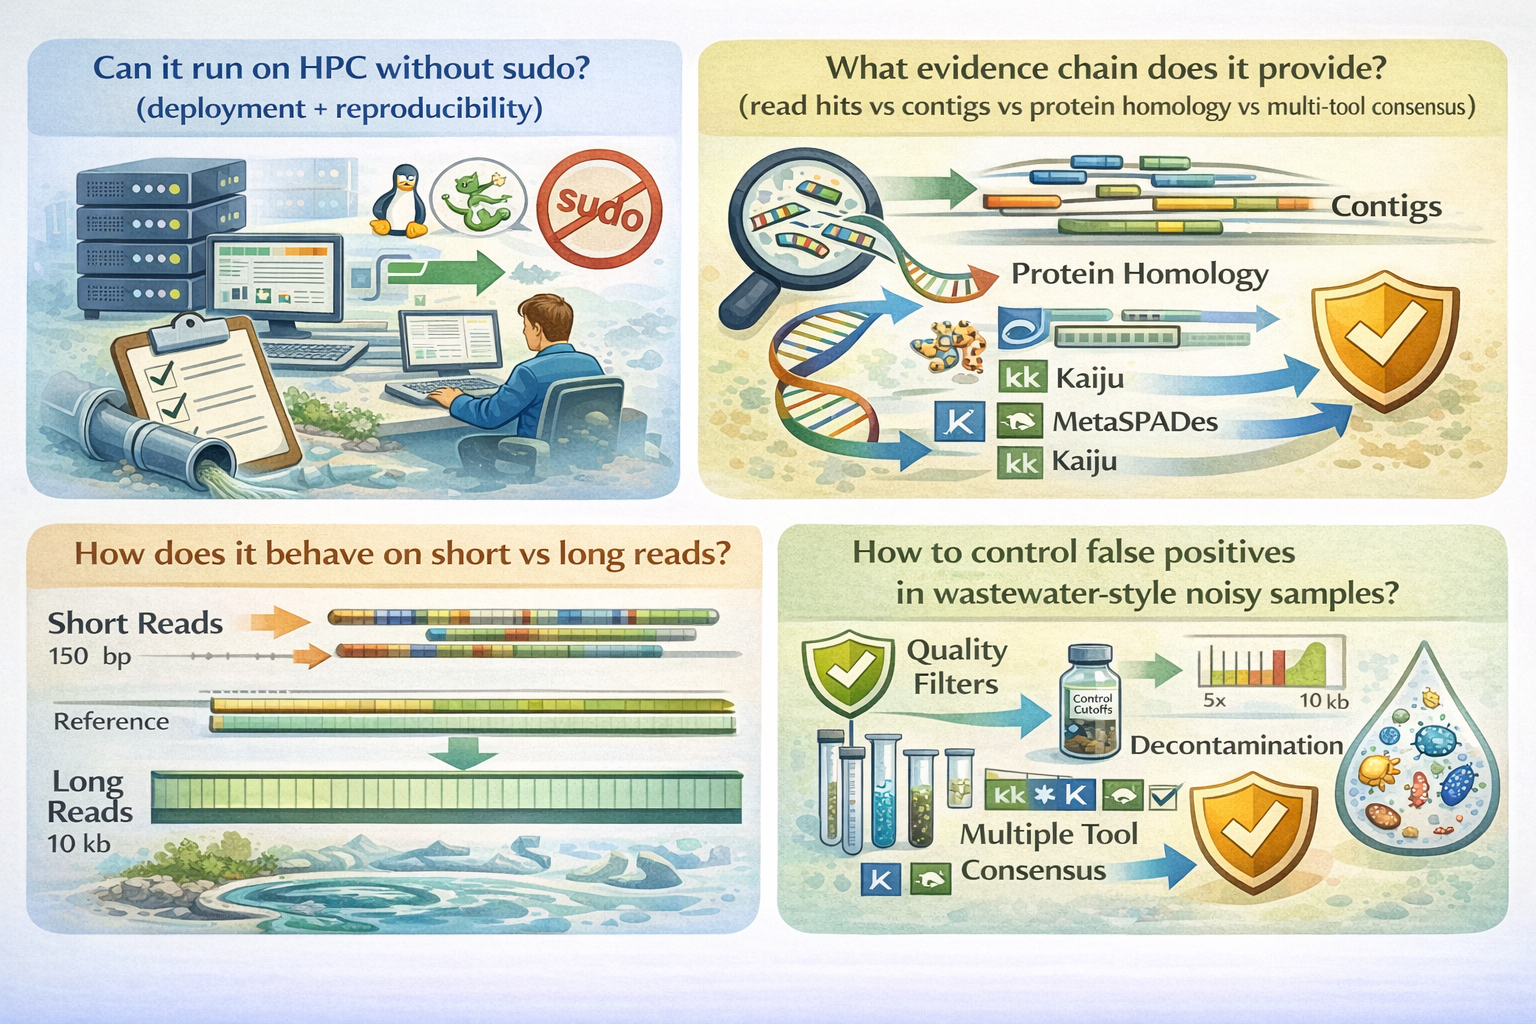 Can it run on HPC without sudo?
(deployment + reproducibility)
sudo
What evidence chain does it provide?
(read hits vs contigs vs protein homology vs multi-tool consensus)
Contigs
Protein Homology
kk Kaiju
K MetaSPADes
kk Kaiju
How does it behave on short vs long reads?
Short Reads
150 bp
Reference
Long
Reads
10 kb
How to control false positives
in wastewater-style noisy samples?
Quality
Filters
Control
Cutoffs
5x 10 kb
Decontamination
kk * K
Multiple Tool
K Consensus